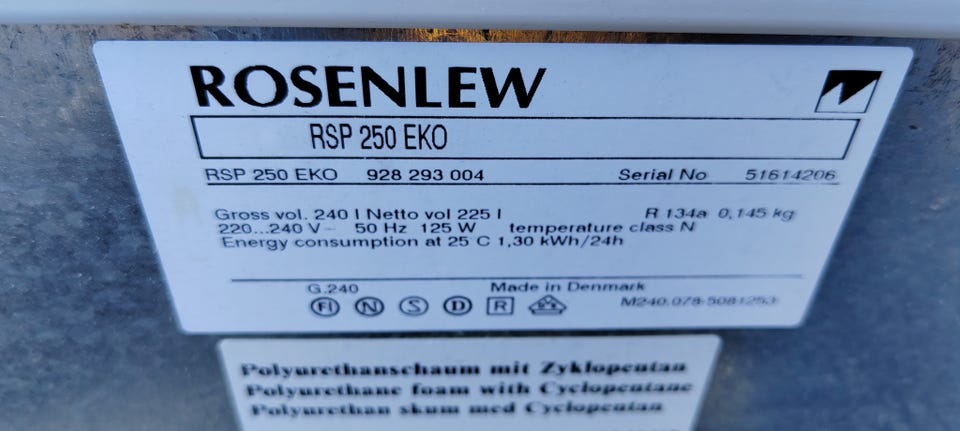 ROSENLEW
RSP 250 EKO
RSP 250 EKO 928 293 004 Serial No 51614206
Gross vol. 240 l Netto vol 225 l R 134a 0,145 kg
220...240 V~ 50 Hz 125 W temperature class N
Energy consumption at 25 C 1,30 kWh/24h
G.240 Made in Denmark
FI N S D R M240.078-5081253
Polyurethanschaum mit Zyklopentan
Polyurethane foam with Cyclopentane
Polyurethan skum med Cyclopentan